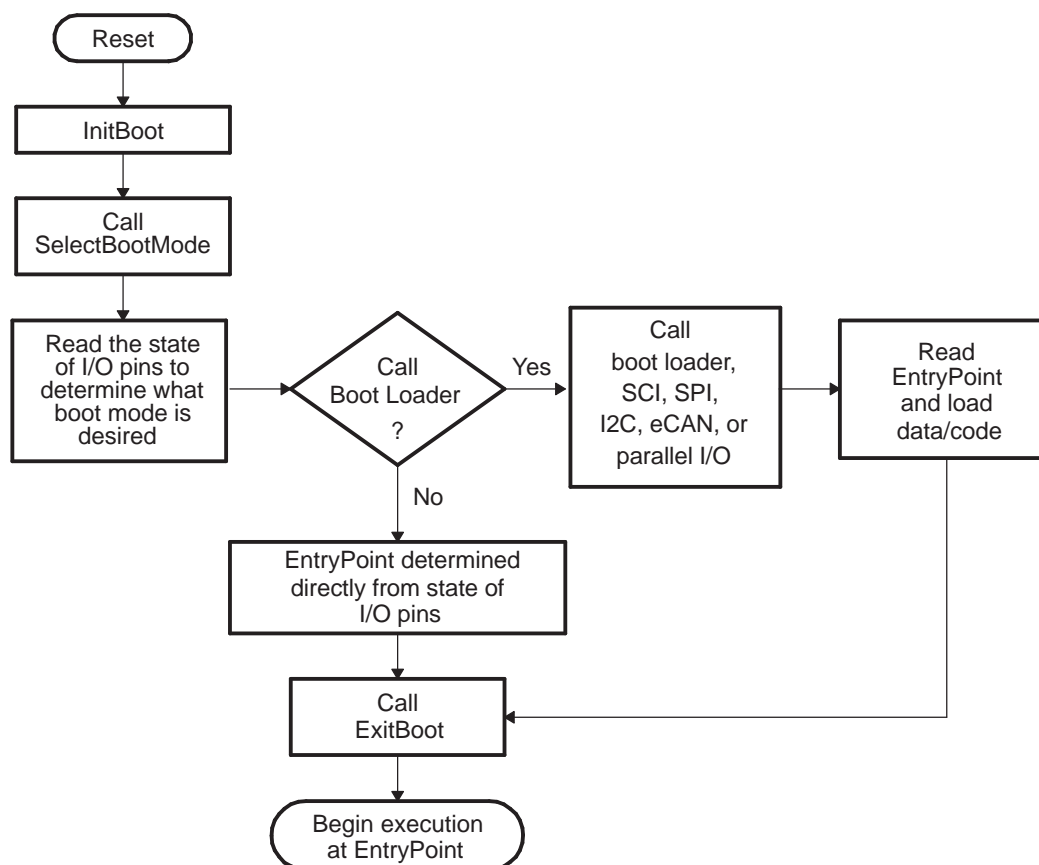 Reset
InitBoot
Call
SelectBootMode
Read the state
of I/O pins to
determine what
boot mode is
desired
Call
Boot Loader
?
Yes
Call
boot loader,
SCI, SPI,
I2C, eCAN, or
parallel I/O
Read
EntryPoint
and load
data/code
No
EntryPoint determined
directly from state of
I/O pins
Call
ExitBoot
Begin execution
at EntryPoint